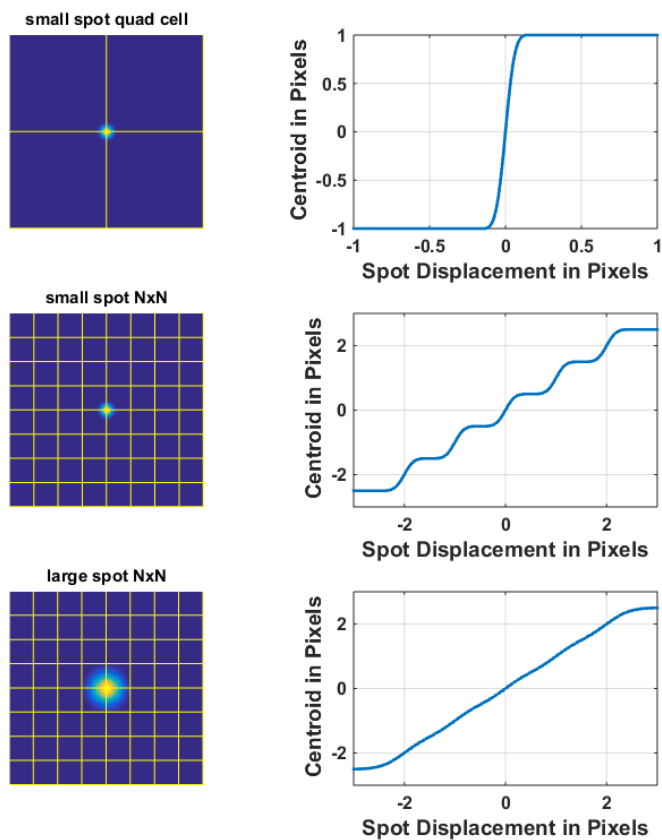 small spot quad cell
Centroid in Pixels
1
0.5
0
-0.5
-1
-1 -0.5 0 0.5 1
Spot Displacement in Pixels
small spot NxN
Centroid in Pixels
2
0
-2
-2 0 2
Spot Displacement in Pixels
large spot NxN
Centroid in Pixels
2
0
-2
-2 0 2
Spot Displacement in Pixels